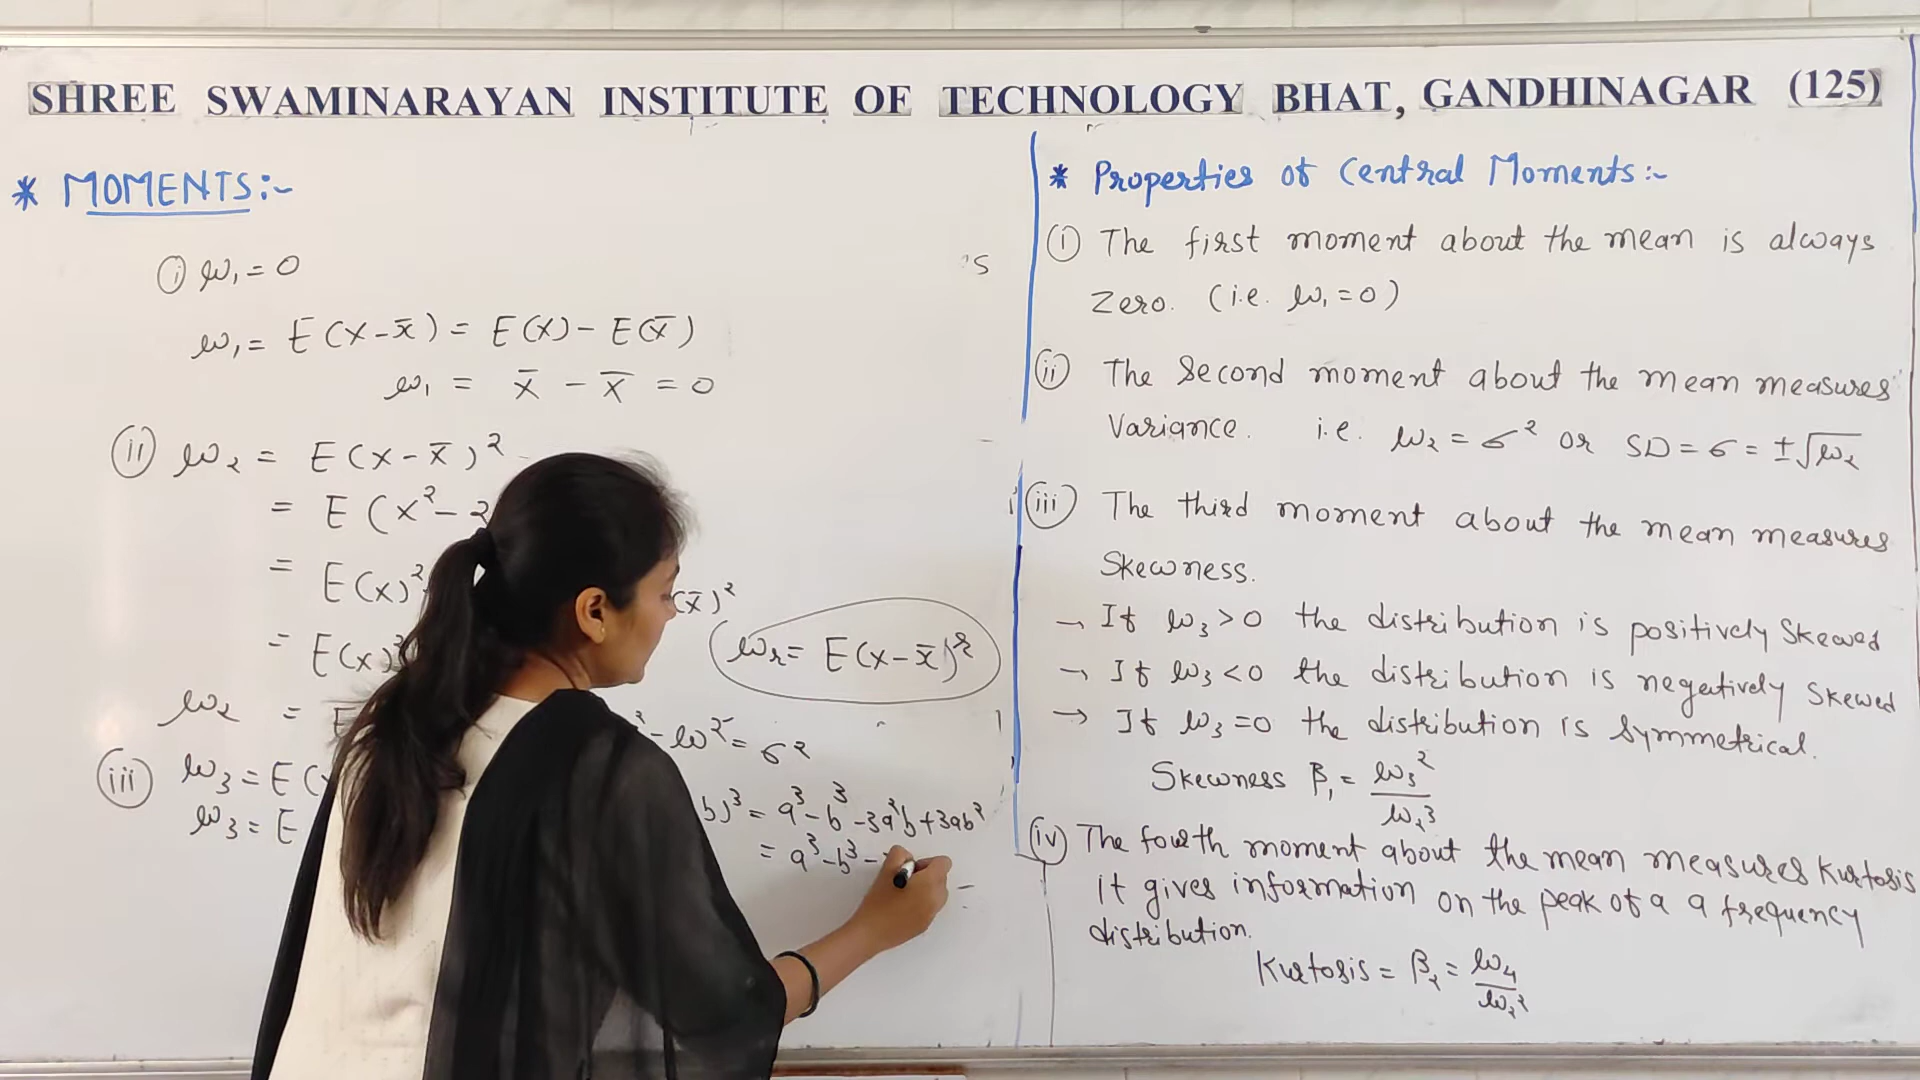 SHREE SWAMINARAYAN INSTITUTE OF TECHNOLOGY BHAT, GANDHINAGAR (125)
* MOMENTS:-
(i) μ₁ = 0
μ₁ = E(x-x̄) = E(x) - E(x̄)
μ₁ = x̄ - x̄ = 0
(ii) μ₂ = E(x-x̄)²
= E(x²-2
= E(x)² (x̄)²
= E(x)²
μᵣ = E(x-x̄)ʳ
μ₂ = E - μ² = σ²
(iii) μ₃ = E(x
μ₃ = E
b)³ = a³-b³-3a²b+3ab²
= a³-b³-
* Properties of Central Moments:-
(i) The first moment about the mean is always
Zero. (i.e. μ₁=0)
(ii) The Second moment about the mean measures
Variance. i.e. μ₂ = σ² or SD = σ = ±√μ₂
(iii) The third moment about the mean measures
Skewness.
→ If μ₃>0 the distribution is positively Skewed
→ If μ₃<0 the distribution is negatively Skewed
→ If μ₃=0 the distribution is Symmetrical.
Skewness β₁ = μ₃²/μ₂³
(iv) The fourth moment about the mean measures Kurtosis
it gives information on the peak of a a frequency
distribution.
Kurtosis = β₂ = μ₄/μ₂²